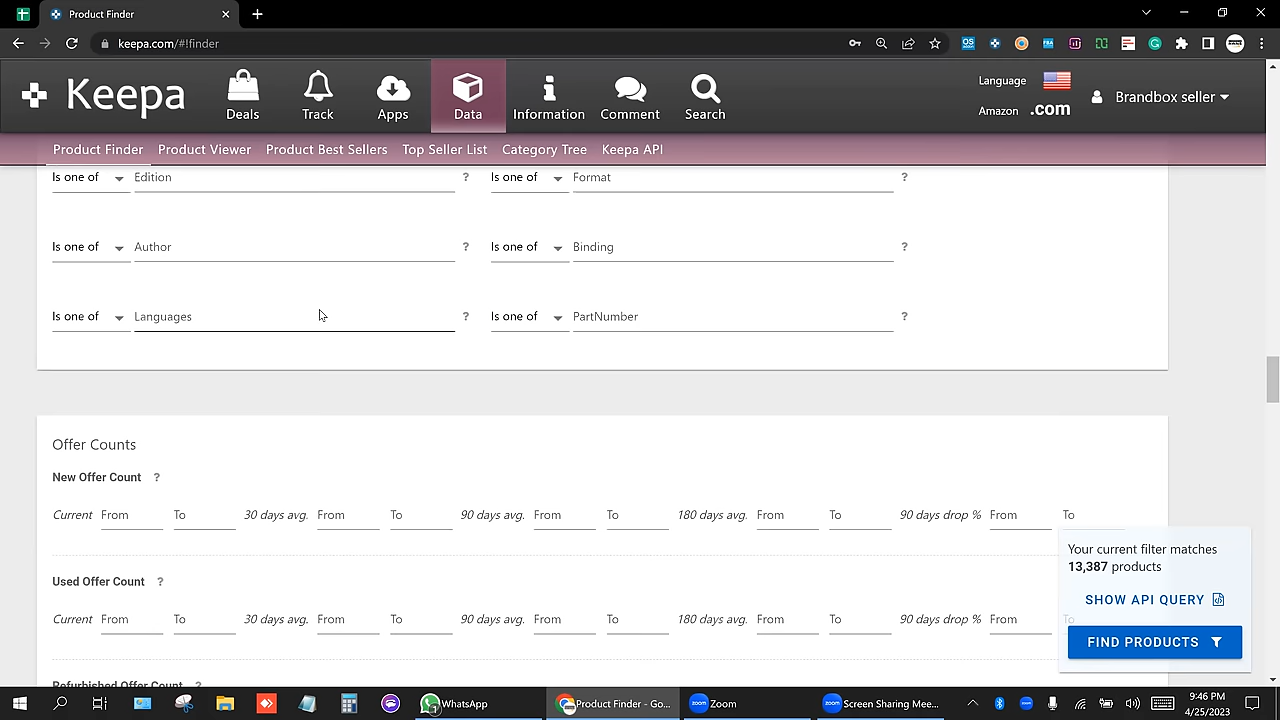 Product Finder
keepa.com/#!finder
Keepa
Deals
Track
Apps
Data
Information
Comment
Search
Language
Amazon .com
Brandbox seller
Product Finder
Product Viewer
Product Best Sellers
Top Seller List
Category Tree
Keepa API
Is one of Edition ? Is one of Format ?
Is one of Author ? Is one of Binding ?
Is one of Languages ? Is one of PartNumber ?
Offer Counts
New Offer Count ?
Current From To 30 days avg. From To 90 days avg. From To 180 days avg. From To 90 days drop % From To
Used Offer Count ?
Current From To 30 days avg. From To 90 days avg. From To 180 days avg. From To 90 days drop % From To
Refurbished Offer Count ?
Your current filter matches
13,387 products
SHOW API QUERY
FIND PRODUCTS
WhatsApp
Product Finder - Go...
Zoom
Screen Sharing Mee...
9:46 PM
4/25/2023